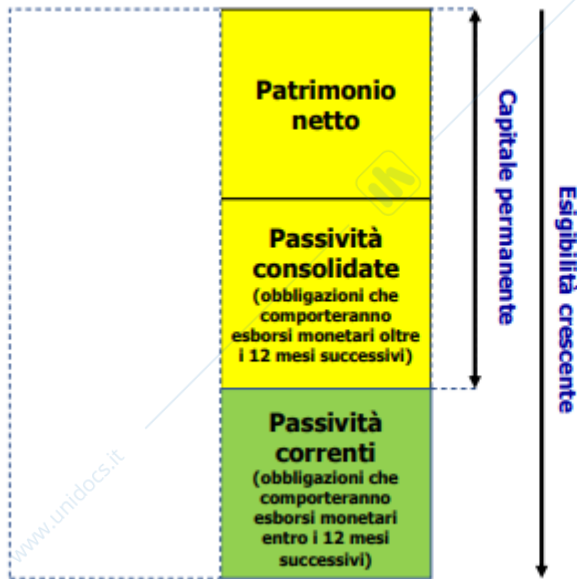 Patrimonio
netto
Passività
consolidate
(obbligazioni che
comporteranno
esborsi monetari oltre
i 12 mesi successivi)
Passività
correnti
(obbligazioni che
comporteranno
esborsi monetari
entro i 12 mesi
successivi)
Capitale permanente
Esigibilità crescente
www.unidocs.it